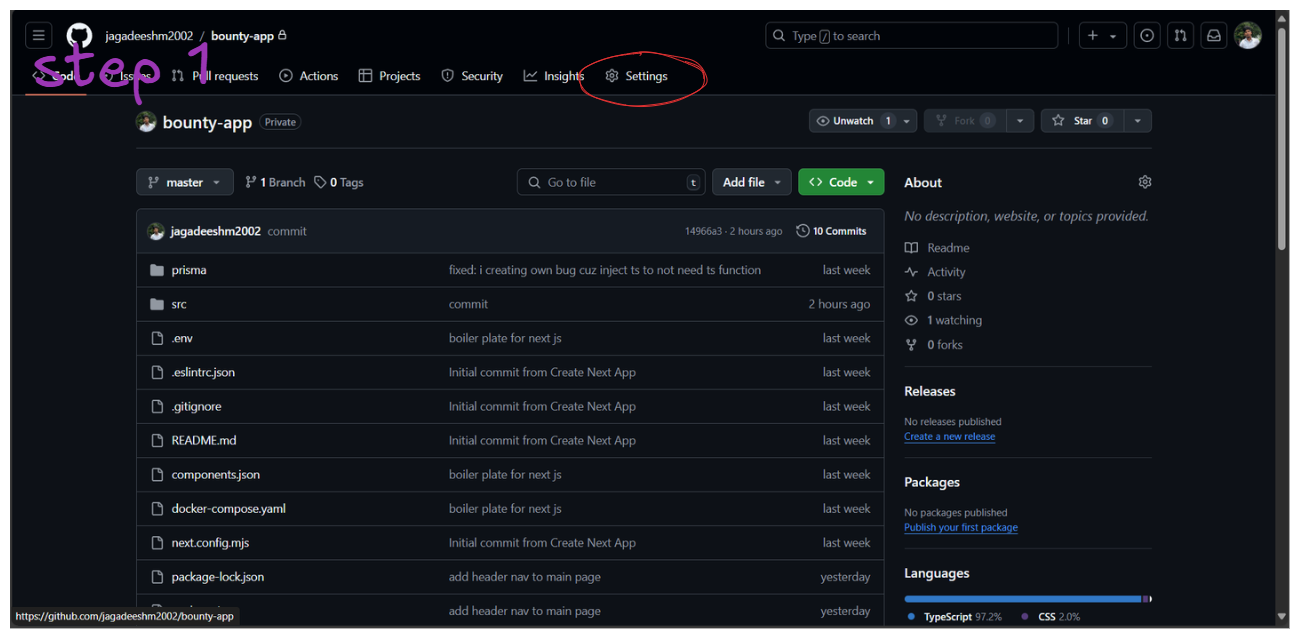 jagadeeshm2002 / bounty-app
Type / to search
step 1
Code Issues Pull requests Actions Projects Security Insights Settings
bounty-app Private
Unwatch 1 Fork 0 Star 0
master 1 Branch 0 Tags
Go to file t Add file Code
jagadeeshm2002 commit 14966a3 · 2 hours ago 10 Commits
prisma fixed: i creating own bug cuz inject ts to not need ts function last week
src commit 2 hours ago
.env boiler plate for next js last week
.eslintrc.json Initial commit from Create Next App last week
.gitignore Initial commit from Create Next App last week
README.md Initial commit from Create Next App last week
components.json boiler plate for next js last week
docker-compose.yaml boiler plate for next js last week
next.config.mjs Initial commit from Create Next App last week
package-lock.json add header nav to main page yesterday
add header nav to main page yesterday
About
No description, website, or topics provided.
Readme
Activity
0 stars
1 watching
0 forks
Releases
No releases published
Create a new release
Packages
No packages published
Publish your first package
Languages
TypeScript 97.2% CSS 2.0%
https://github.com/jagadeeshm2002/bounty-app